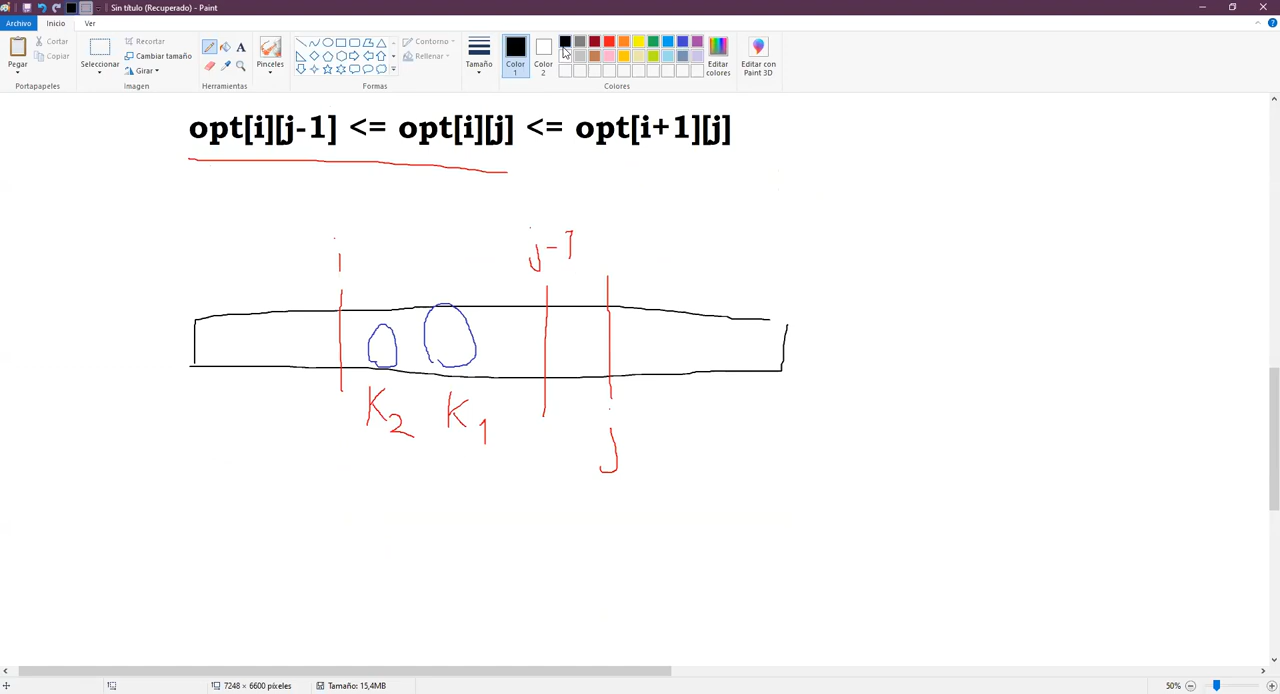 Sin título (Recuperado) - Paint
Archivo Inicio Ver
Pegar
Cortar
Copiar
Portapapeles
Seleccionar
Recortar
Cambiar tamaño
Girar
Imagen
A
Herramientas
Pinceles
Contorno
Rellenar
Formas
Tamaño
Color 1
Color 2
Editar colores
Editar con Paint 3D
Colores
opt[i][j-1] <= opt[i][j] <= opt[i+1][j]
i
j-1
K2 K1
j
7248 × 6600 píxeles
Tamaño: 15,4MB
50%